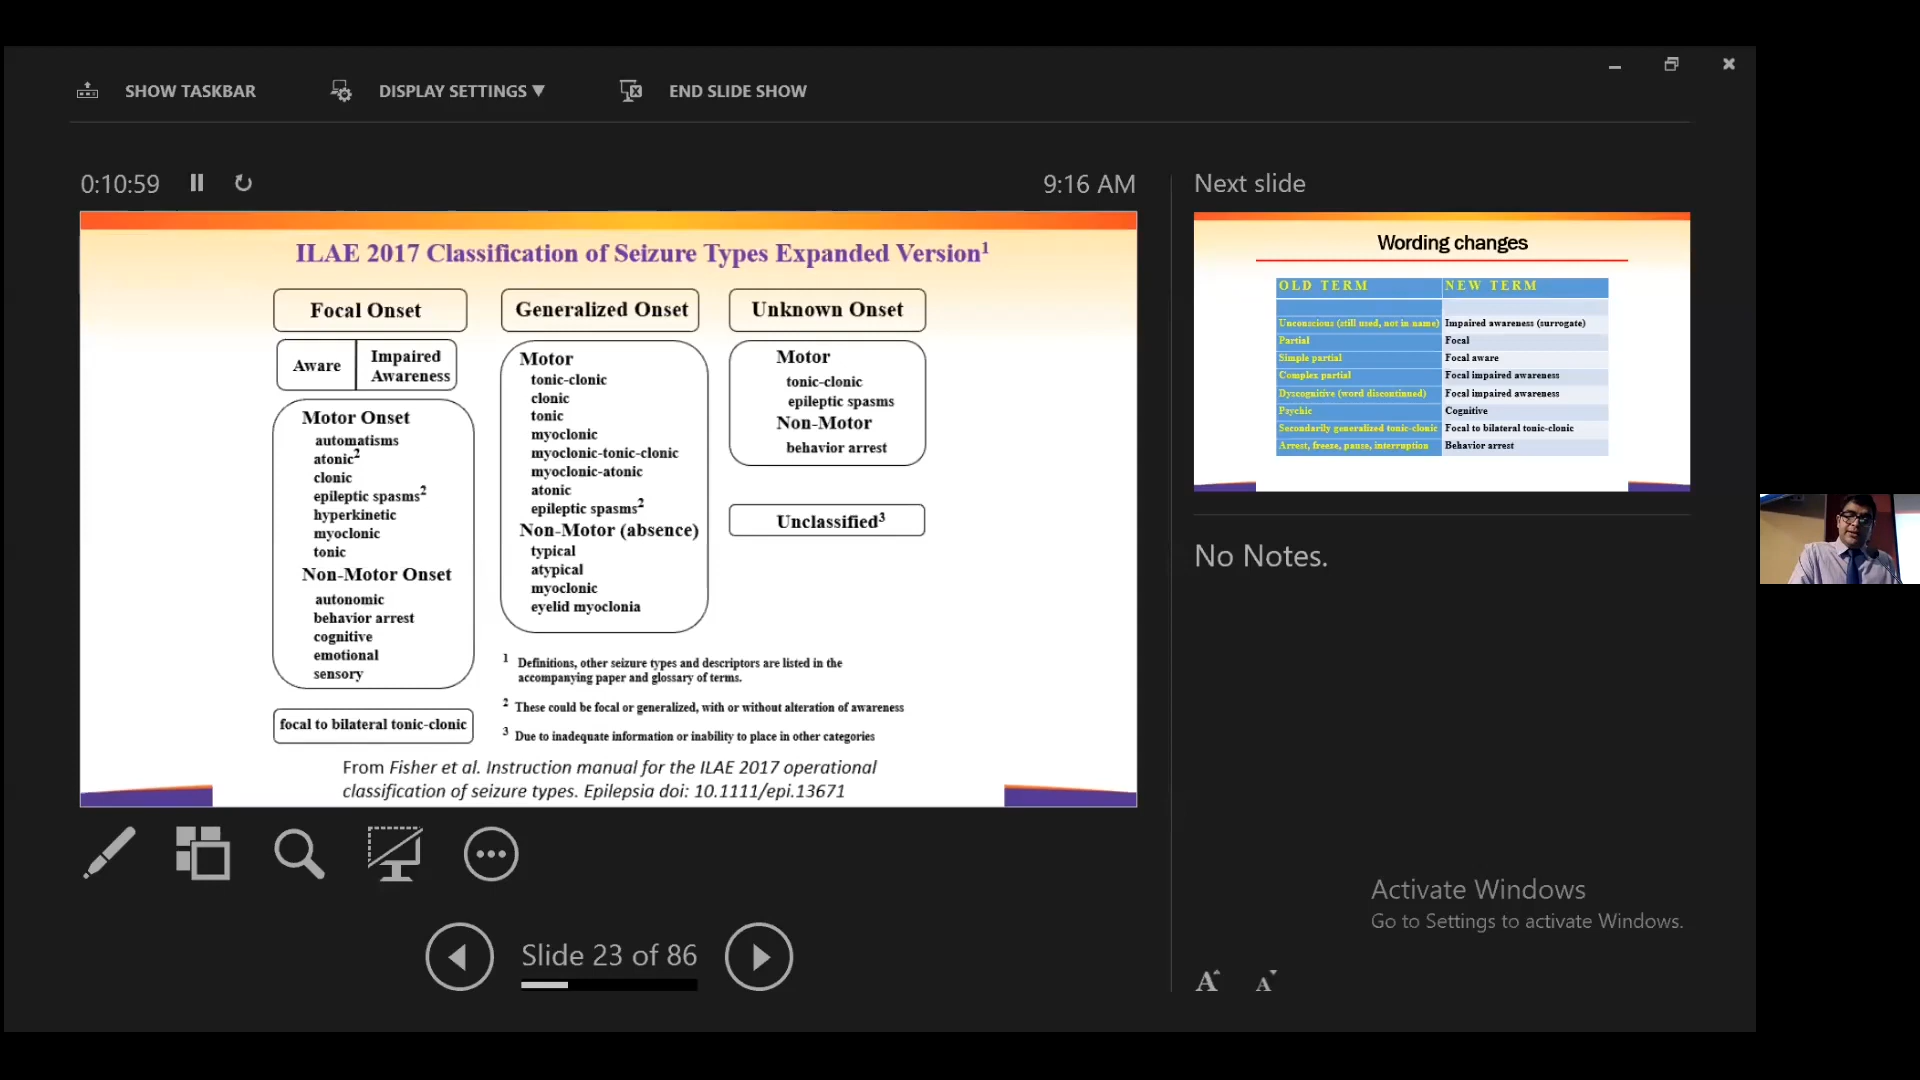 SHOW TASKBAR
DISPLAY SETTINGS ▼
END SLIDE SHOW
0:10:59
9:16 AM
ILAE 2017 Classification of Seizure Types Expanded Version¹
Focal Onset
Aware
Impaired
Awareness
Motor Onset
automatisms
atonic²
clonic
epileptic spasms²
hyperkinetic
myoclonic
tonic
Non-Motor Onset
autonomic
behavior arrest
cognitive
emotional
sensory
focal to bilateral tonic-clonic
Generalized Onset
Motor
tonic-clonic
clonic
tonic
myoclonic
myoclonic-tonic-clonic
myoclonic-atonic
atonic
epileptic spasms²
Non-Motor (absence)
typical
atypical
myoclonic
eyelid myoclonia
Unknown Onset
Motor
tonic-clonic
epileptic spasms
Non-Motor
behavior arrest
Unclassified³
¹ Definitions, other seizure types and descriptors are listed in the
accompanying paper and glossary of terms.
² These could be focal or generalized, with or without alteration of awareness
³ Due to inadequate information or inability to place in other categories
From Fisher et al. Instruction manual for the ILAE 2017 operational
classification of seizure types. Epilepsia doi: 10.1111/epi.13671
Slide 23 of 86
Next slide
Wording changes
OLD TERM NEW TERM
Unconscious (still used, not in name) Impaired awareness (surrogate)
Partial Focal
Simple partial Focal aware
Complex partial Focal impaired awareness
Dyscognitive (word discontinued) Focal impaired awareness
Psychic Cognitive
Secondarily generalized tonic-clonic Focal to bilateral tonic-clonic
Arrest, freeze, pause, interruption Behavior arrest
No Notes.
Activate Windows
Go to Settings to activate Windows.
A A